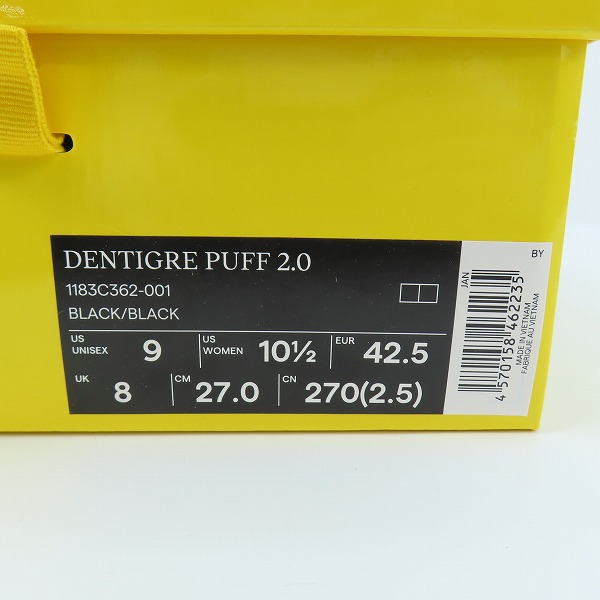 DENTIGRE PUFF 2.0
1183C362-001
BLACK/BLACK
US UNISEX 9 US WOMEN 10½ EUR 42.5
UK 8 CM 27.0 CN 270(2.5)
JAN
4 570158 462235
MADE IN VIETNAM
FABRIQUE AU VIETNAM
BY